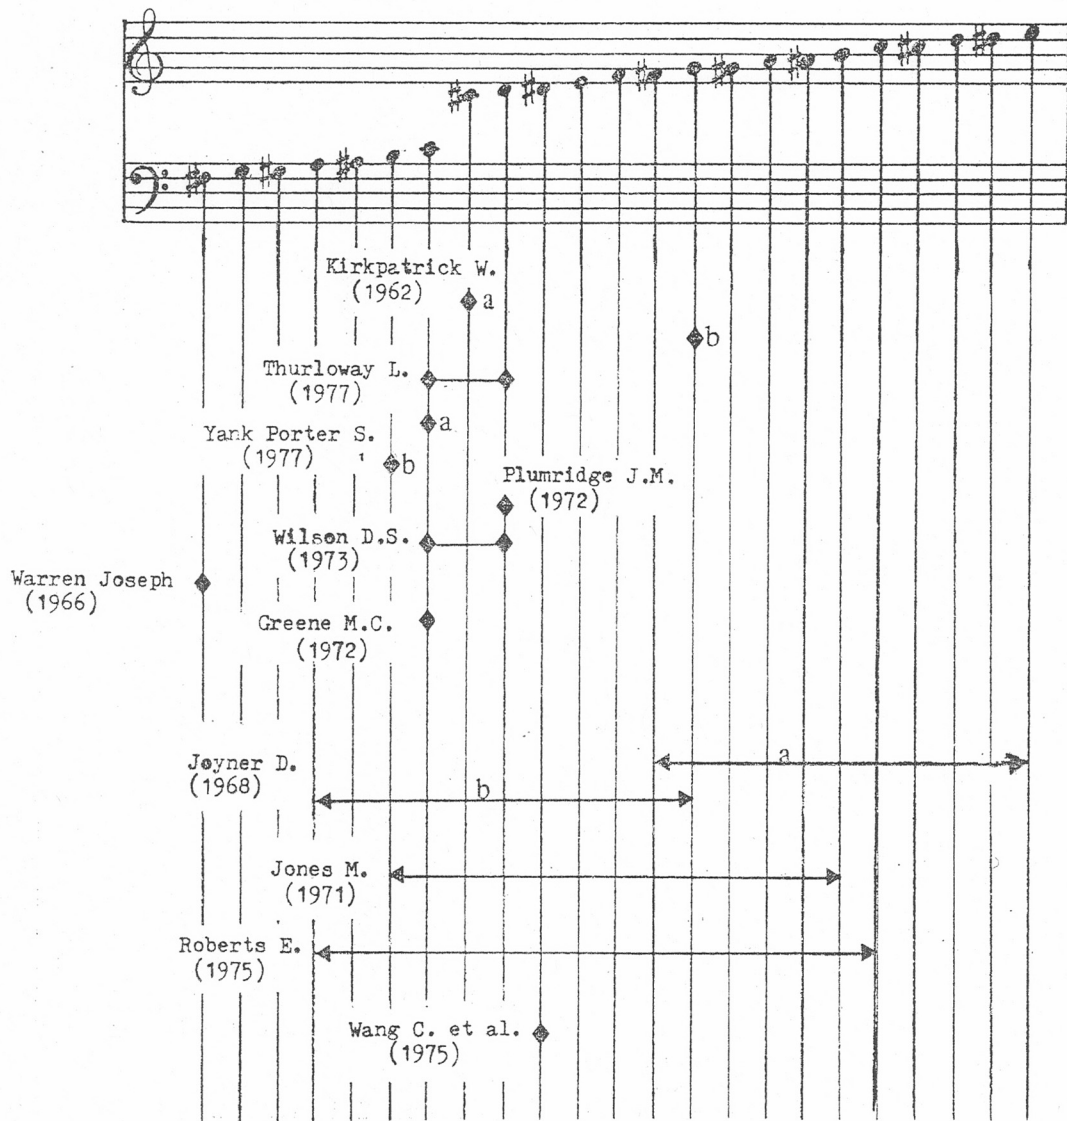 Kirkpatrick W.
(1962)
a
b
Thurloway L.
(1977)
a
Yank Porter S.
(1977)
b
Plumridge J.M.
(1972)
Wilson D.S.
(1973)
Warren Joseph
(1966)
Greene M.C.
(1972)
a
Joyner D.
(1968)
b
Jones M.
(1971)
Roberts E.
(1975)
Wang C. et al.
(1975)